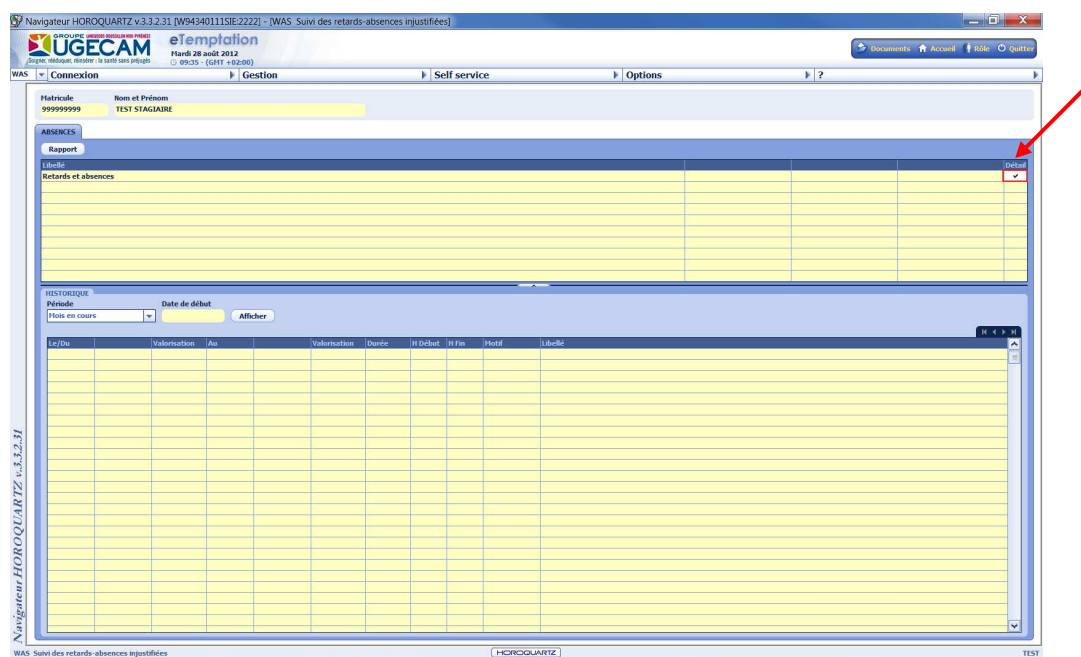 Navigateur HOROQUARTZ v.3.3.2.31 [W94340111SIE:2222] - [WAS Suivi des retards-absences injustifiées]
UGECAM
Soigner, rééduquer, réinsérer : la santé sans préjugés
eTemptation
Mardi 28 août 2012
09:35 - (GMT +02:00)
Documents Accueil Rôle Quitter
WAS Connexion Gestion Self service Options ?
Matricule Nom et Prénom
999999999 TEST STAGIAIRE
ABSENCES
Rapport
Libellé Détail
Retards et absences
HISTORIQUE
Période Date de début
Mois en cours Afficher
Le/Du Valorisation Au Valorisation Durée H Début H Fin Motif Libellé
Navigateur HOROQUARTZ v.3.3.2.31
WAS Suivi des retards-absences injustifiées HOROQUARTZ TEST